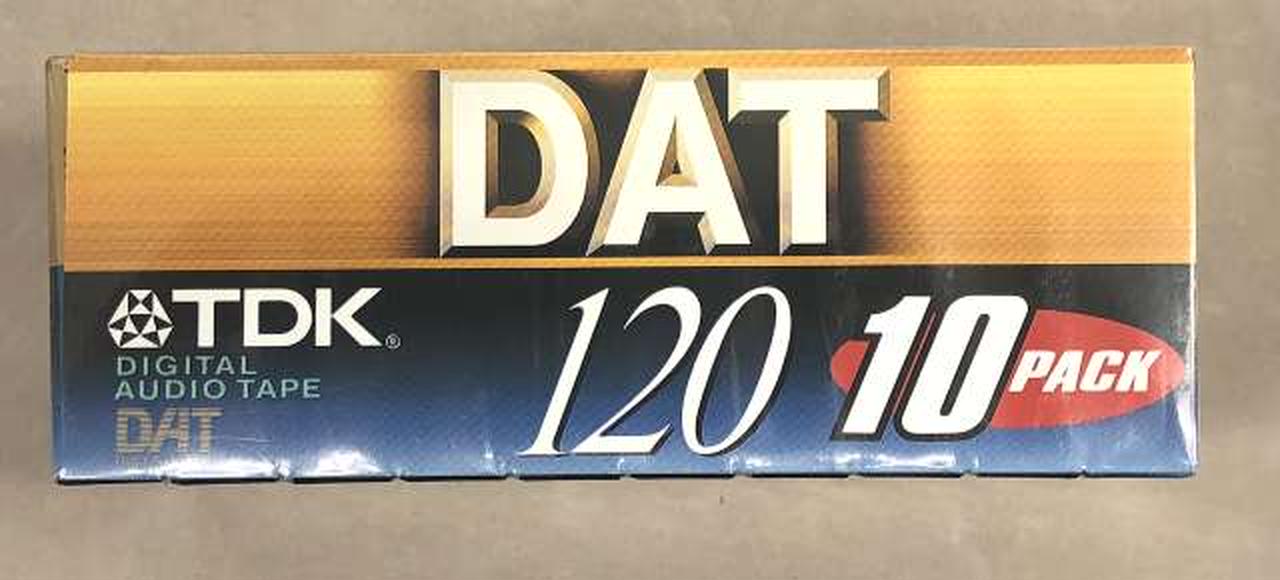 DAT
TDK®
DIGITAL
AUDIO TAPE
DAT
120
10 PACK